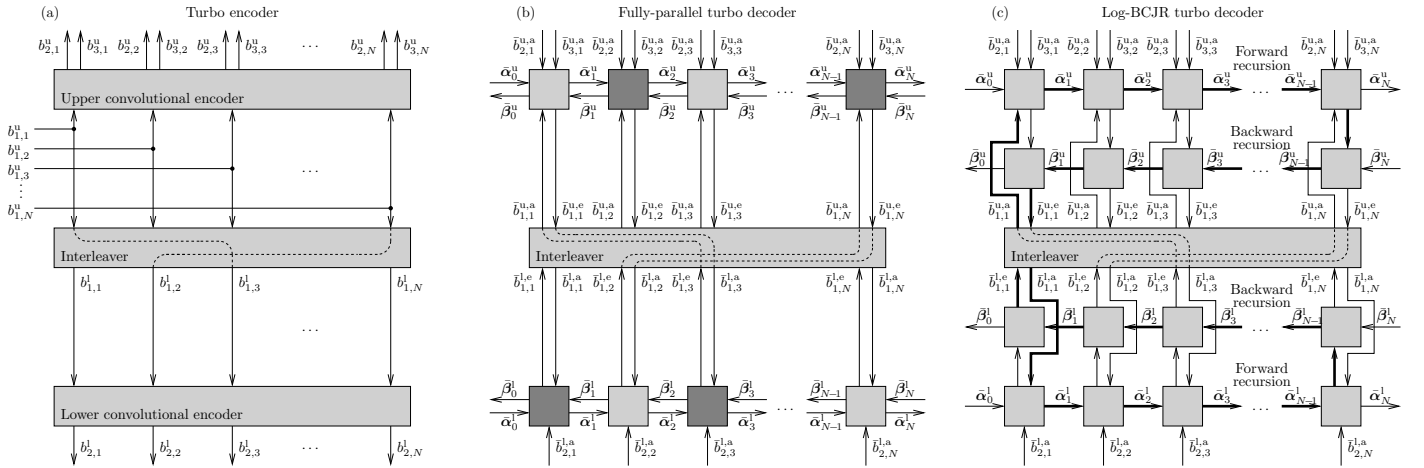 (a) Turbo encoder
b^u_{2,1} b^u_{3,1} b^u_{2,2} b^u_{3,2} b^u_{2,3} b^u_{3,3} ... b^u_{2,N} b^u_{3,N}
Upper convolutional encoder
b^u_{1,1}
b^u_{1,2}
b^u_{1,3} ...
⋮
b^u_{1,N}
Interleaver
b^l_{1,1} b^l_{1,2} b^l_{1,3} b^l_{1,N}
...
Lower convolutional encoder
b^l_{2,1} b^l_{2,2} b^l_{2,3} ... b^l_{2,N}
(b) Fully-parallel turbo decoder
b̄^{u,a}_{2,1} b̄^{u,a}_{3,1} b̄^{u,a}_{2,2} b̄^{u,a}_{3,2} b̄^{u,a}_{2,3} b̄^{u,a}_{3,3} b̄^{u,a}_{2,N} b̄^{u,a}_{3,N}
ᾱ^u_0 ᾱ^u_1 ᾱ^u_2 ᾱ^u_3 ᾱ^u_{N−1} ᾱ^u_N
...
β̄^u_0 β̄^u_1 β̄^u_2 β̄^u_3 β̄^u_{N−1} β̄^u_N
b̄^{u,a}_{1,1} b̄^{u,e}_{1,1} b̄^{u,a}_{1,2} b̄^{u,e}_{1,2} b̄^{u,a}_{1,3} b̄^{u,e}_{1,3} b̄^{u,a}_{1,N} b̄^{u,e}_{1,N}
Interleaver
b̄^{l,e}_{1,1} b̄^{l,a}_{1,1} b̄^{l,e}_{1,2} b̄^{l,a}_{1,2} b̄^{l,e}_{1,3} b̄^{l,a}_{1,3} b̄^{l,e}_{1,N} b̄^{l,a}_{1,N}
β̄^l_0 β̄^l_1 β̄^l_2 β̄^l_3 β̄^l_{N−1} β̄^l_N
...
ᾱ^l_0 ᾱ^l_1 ᾱ^l_2 ᾱ^l_3 ᾱ^l_{N−1} ᾱ^l_N
b̄^{l,a}_{2,1} b̄^{l,a}_{2,2} b̄^{l,a}_{2,3} b̄^{l,a}_{2,N}
(c) Log-BCJR turbo decoder
b̄^{u,a}_{2,1} b̄^{u,a}_{3,1} b̄^{u,a}_{2,2} b̄^{u,a}_{3,2} b̄^{u,a}_{2,3} b̄^{u,a}_{3,3} b̄^{u,a}_{2,N} b̄^{u,a}_{3,N}
Forward
recursion
ᾱ^u_0 ᾱ^u_1 ᾱ^u_2 ᾱ^u_3 ... ᾱ^u_{N−1} ᾱ^u_N
Backward
recursion
β̄^u_0 β̄^u_1 β̄^u_2 β̄^u_3 ... β̄^u_{N−1} β̄^u_N
b̄^{u,a}_{1,1} b̄^{u,e}_{1,1} b̄^{u,a}_{1,2} b̄^{u,e}_{1,2} b̄^{u,a}_{1,3} b̄^{u,e}_{1,3} b̄^{u,a}_{1,N} b̄^{u,e}_{1,N}
Interleaver
b̄^{l,e}_{1,1} b̄^{l,a}_{1,1} b̄^{l,e}_{1,2} b̄^{l,a}_{1,2} b̄^{l,e}_{1,3} b̄^{l,a}_{1,3} b̄^{l,e}_{1,N} b̄^{l,a}_{1,N}
Backward
recursion
β̄^l_0 β̄^l_1 β̄^l_2 β̄^l_3 ... β̄^l_{N−1} β̄^l_N
Forward
recursion
ᾱ^l_0 ᾱ^l_1 ᾱ^l_2 ᾱ^l_3 ... ᾱ^l_{N−1} ᾱ^l_N
b̄^{l,a}_{2,1} b̄^{l,a}_{2,2} b̄^{l,a}_{2,3} b̄^{l,a}_{2,N}